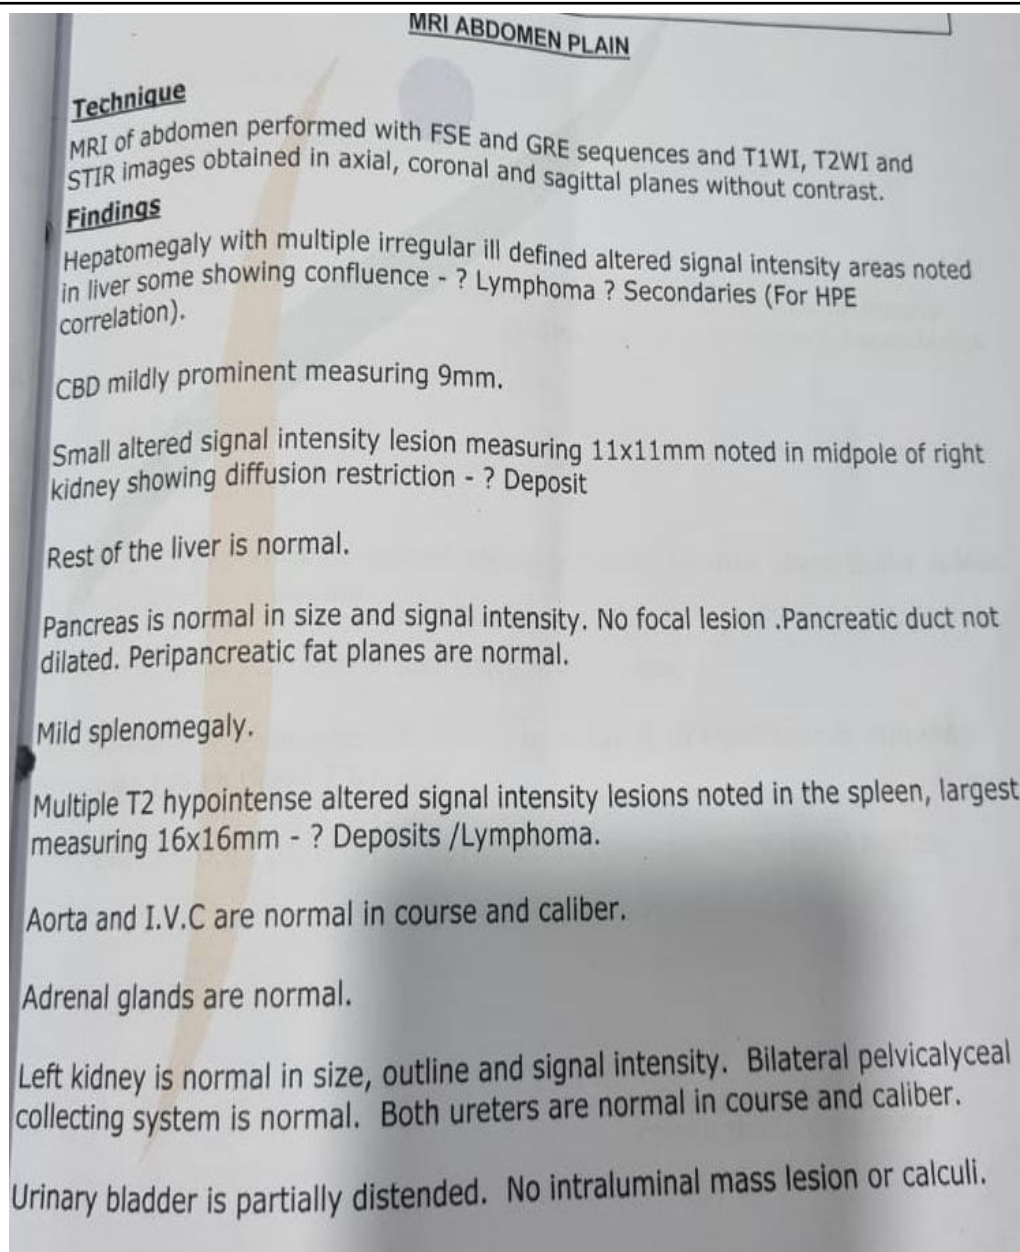 MRI ABDOMEN PLAIN
Technique
MRI of abdomen performed with FSE and GRE sequences and T1WI, T2WI and
STIR images obtained in axial, coronal and sagittal planes without contrast.
Findings
Hepatomegaly with multiple irregular ill defined altered signal intensity areas noted
in liver some showing confluence - ? Lymphoma ? Secondaries (For HPE
correlation).
CBD mildly prominent measuring 9mm.
Small altered signal intensity lesion measuring 11x11mm noted in midpole of right
kidney showing diffusion restriction - ? Deposit
Rest of the liver is normal.
Pancreas is normal in size and signal intensity. No focal lesion .Pancreatic duct not
dilated. Peripancreatic fat planes are normal.
Mild splenomegaly.
Multiple T2 hypointense altered signal intensity lesions noted in the spleen, largest
measuring 16x16mm - ? Deposits /Lymphoma.
Aorta and I.V.C are normal in course and caliber.
Adrenal glands are normal.
Left kidney is normal in size, outline and signal intensity. Bilateral pelvicalyceal
collecting system is normal. Both ureters are normal in course and caliber.
Urinary bladder is partially distended. No intraluminal mass lesion or calculi.